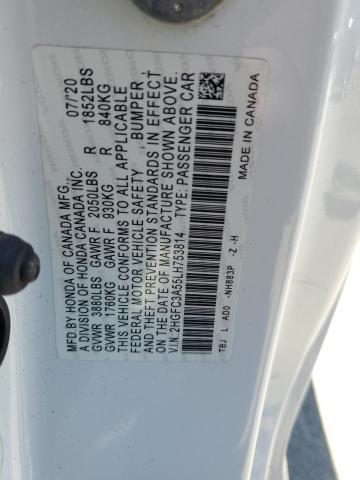 MFD BY HONDA OF CANADA MFG. 07/20
A DIVISION OF HONDA CANADA INC.
GVWR 3880LBS GAWR F 2050LBS R 1852LBS
GVWR 1760KG GAWR F 930KG R 840KG
THIS VEHICLE CONFORMS TO ALL APPLICABLE
FEDERAL MOTOR VEHICLE SAFETY, BUMPER,
THEFT PREVENTION STANDARDS IN EFFECT
ON THE DATE OF MANUFACTURE SHOWN ABOVE.
V.I.N.: 2HGFC3A55LH753814 TYPE: PASSENGER CAR
TBJ L AD0 -NH883P -Z -H
MADE IN CANADA